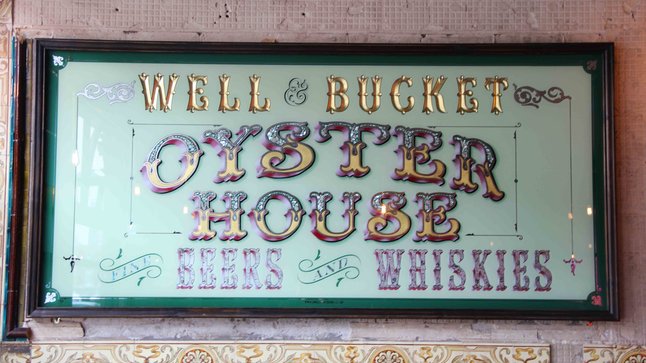 WELL & BUCKET
OYSTER
HOUSE
FINE BEERS AND WHISKIES